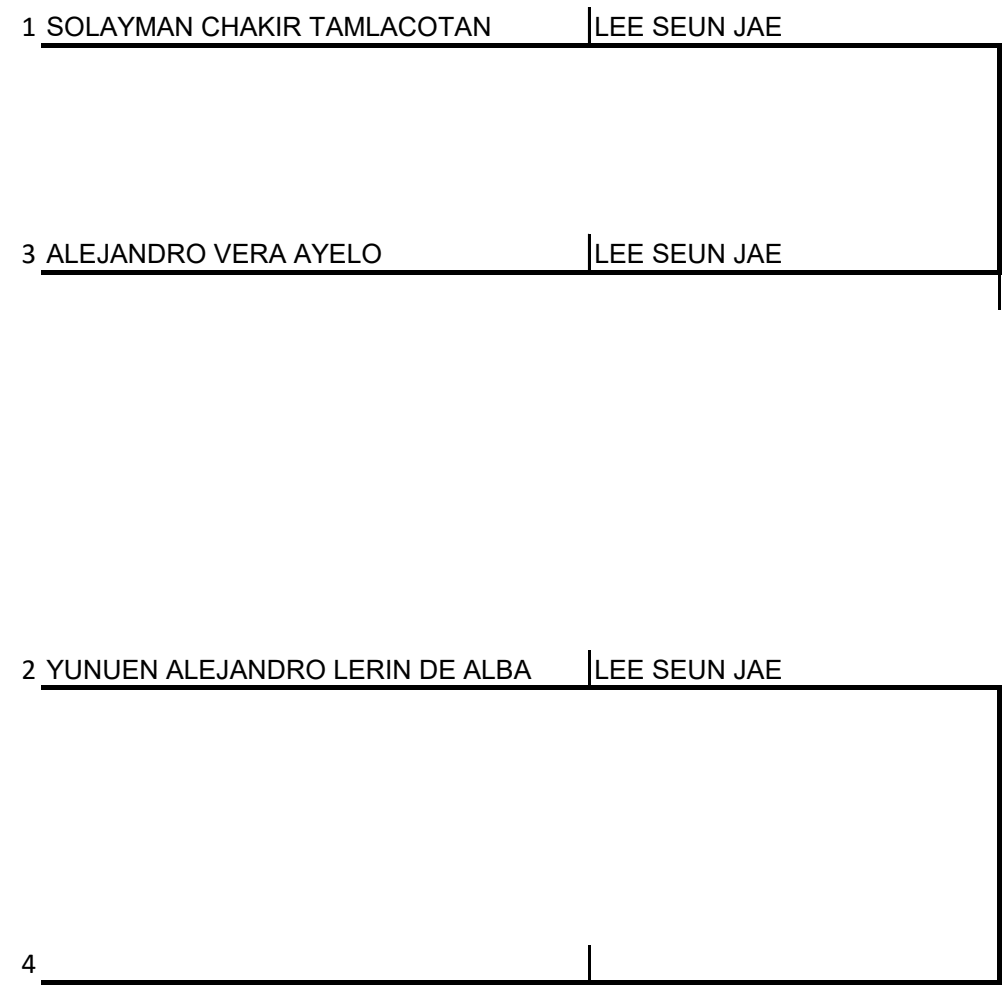 1 SOLAYMAN CHAKIR TAMLACOTAN LEE SEUN JAE
3 ALEJANDRO VERA AYELO LEE SEUN JAE
2 YUNUEN ALEJANDRO LERIN DE ALBA LEE SEUN JAE
4